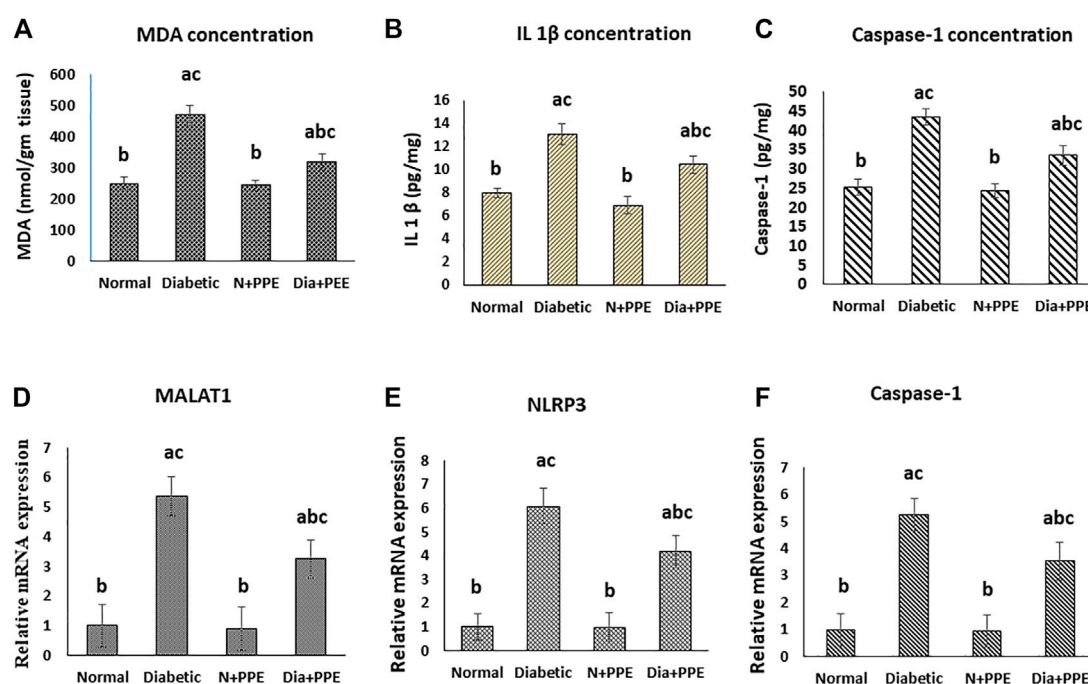 A
MDA concentration
MDA (nmol/gm tissue)
600
500
400
300
200
100
0
b
ac
b
abc
Normal Diabetic N+PPE Dia+PEE
B
IL 1β concentration
IL 1 β (pg/mg)
16
14
12
10
8
6
4
2
0
b
ac
b
abc
Normal Diabetic N+PPE Dia+PPE
C
Caspase-1 concentration
Caspase-1 (pg/mg)
50
45
40
35
30
25
20
15
10
5
0
b
ac
b
abc
Normal Diabetic N+PPE Dia+PPE
D
MALAT1
Relative mRNA expression
7
6
5
4
3
2
1
0
b
ac
b
abc
Normal Diabetic N+PPE Dia+PPE
E
NLRP3
Relative mRNA expression
8
7
6
5
4
3
2
1
0
b
ac
b
abc
Normal Diabetic N+PPE Dia+PPE
F
Caspase-1
Relative mRNA expression
7
6
5
4
3
2
1
0
b
ac
b
abc
Normal Diabetic N+PPE Dia+PPE